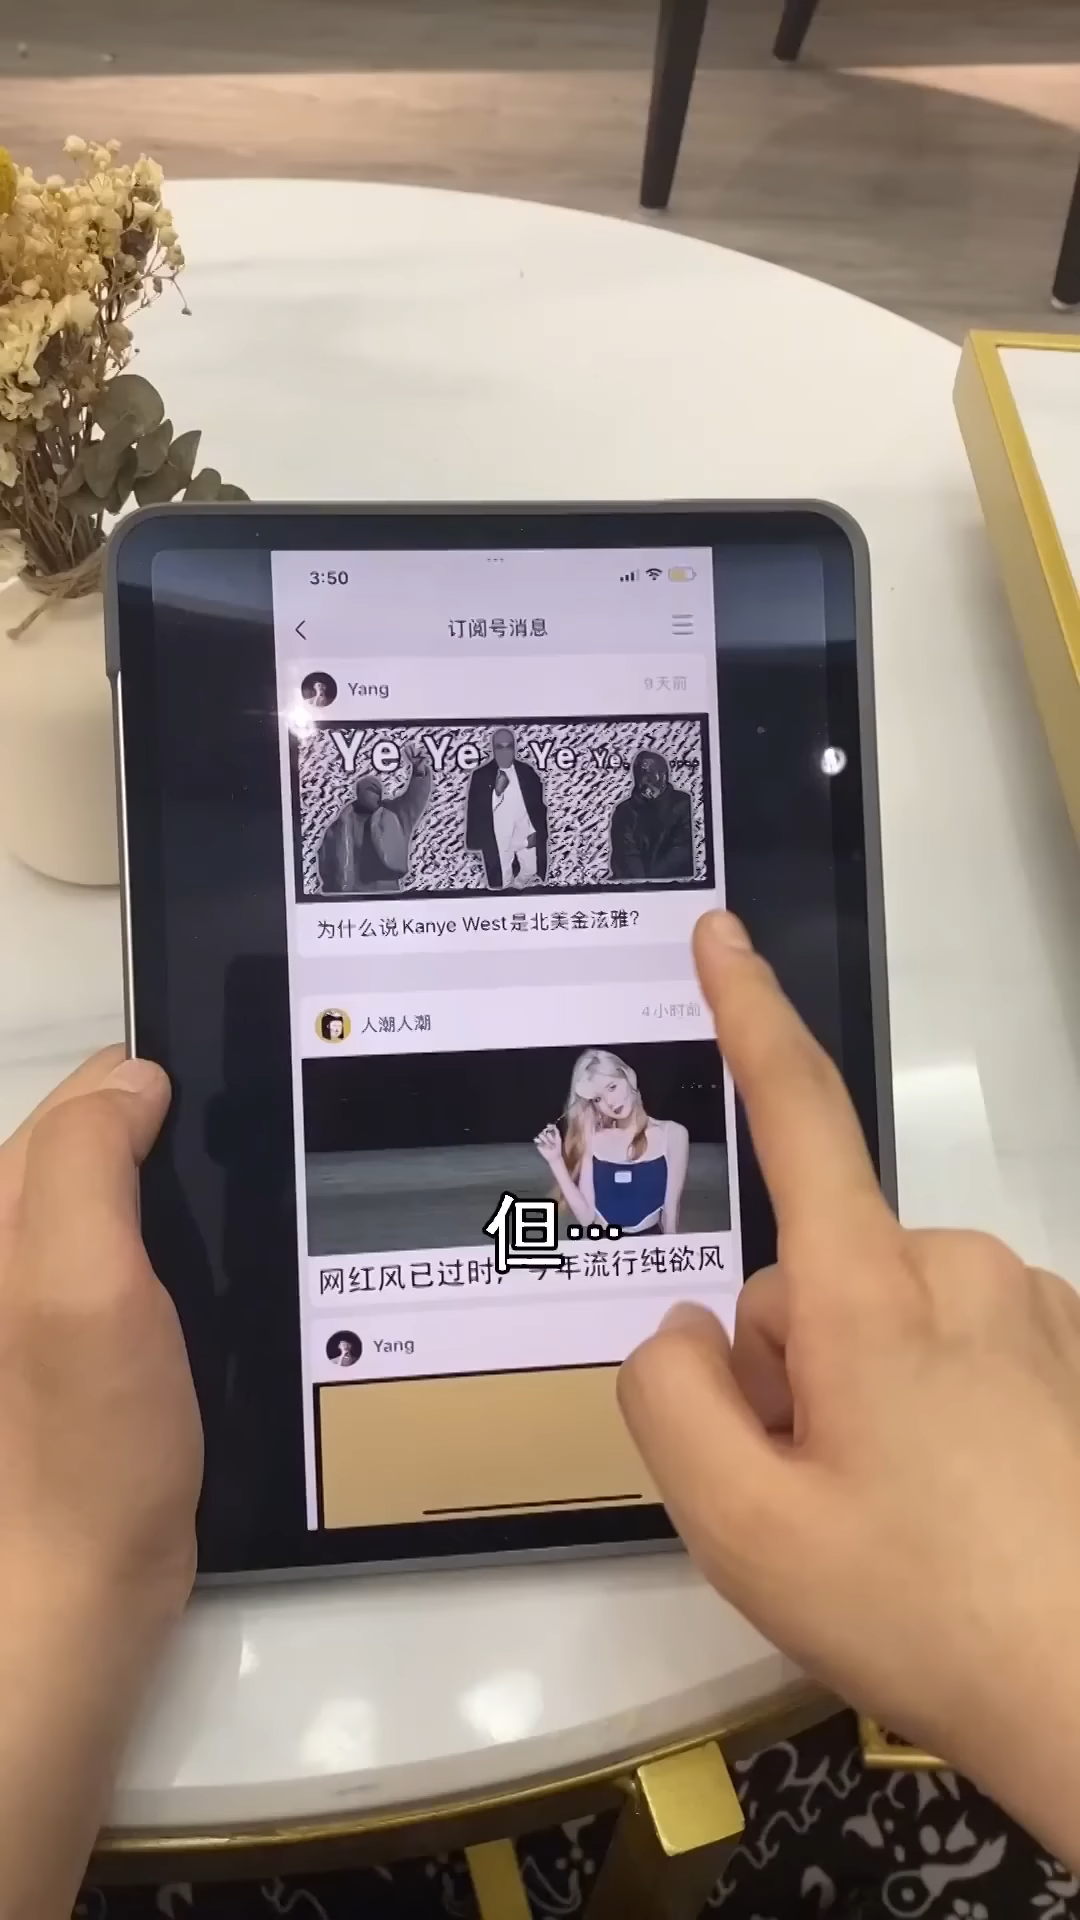 3:50
订阅号消息
Yang
9天前
Ye Ye Ye Ye
为什么说Kanye West是北美金泫雅?
人潮人潮
4小时前
但…
网红风已过时，今年流行纯欲风
Yang